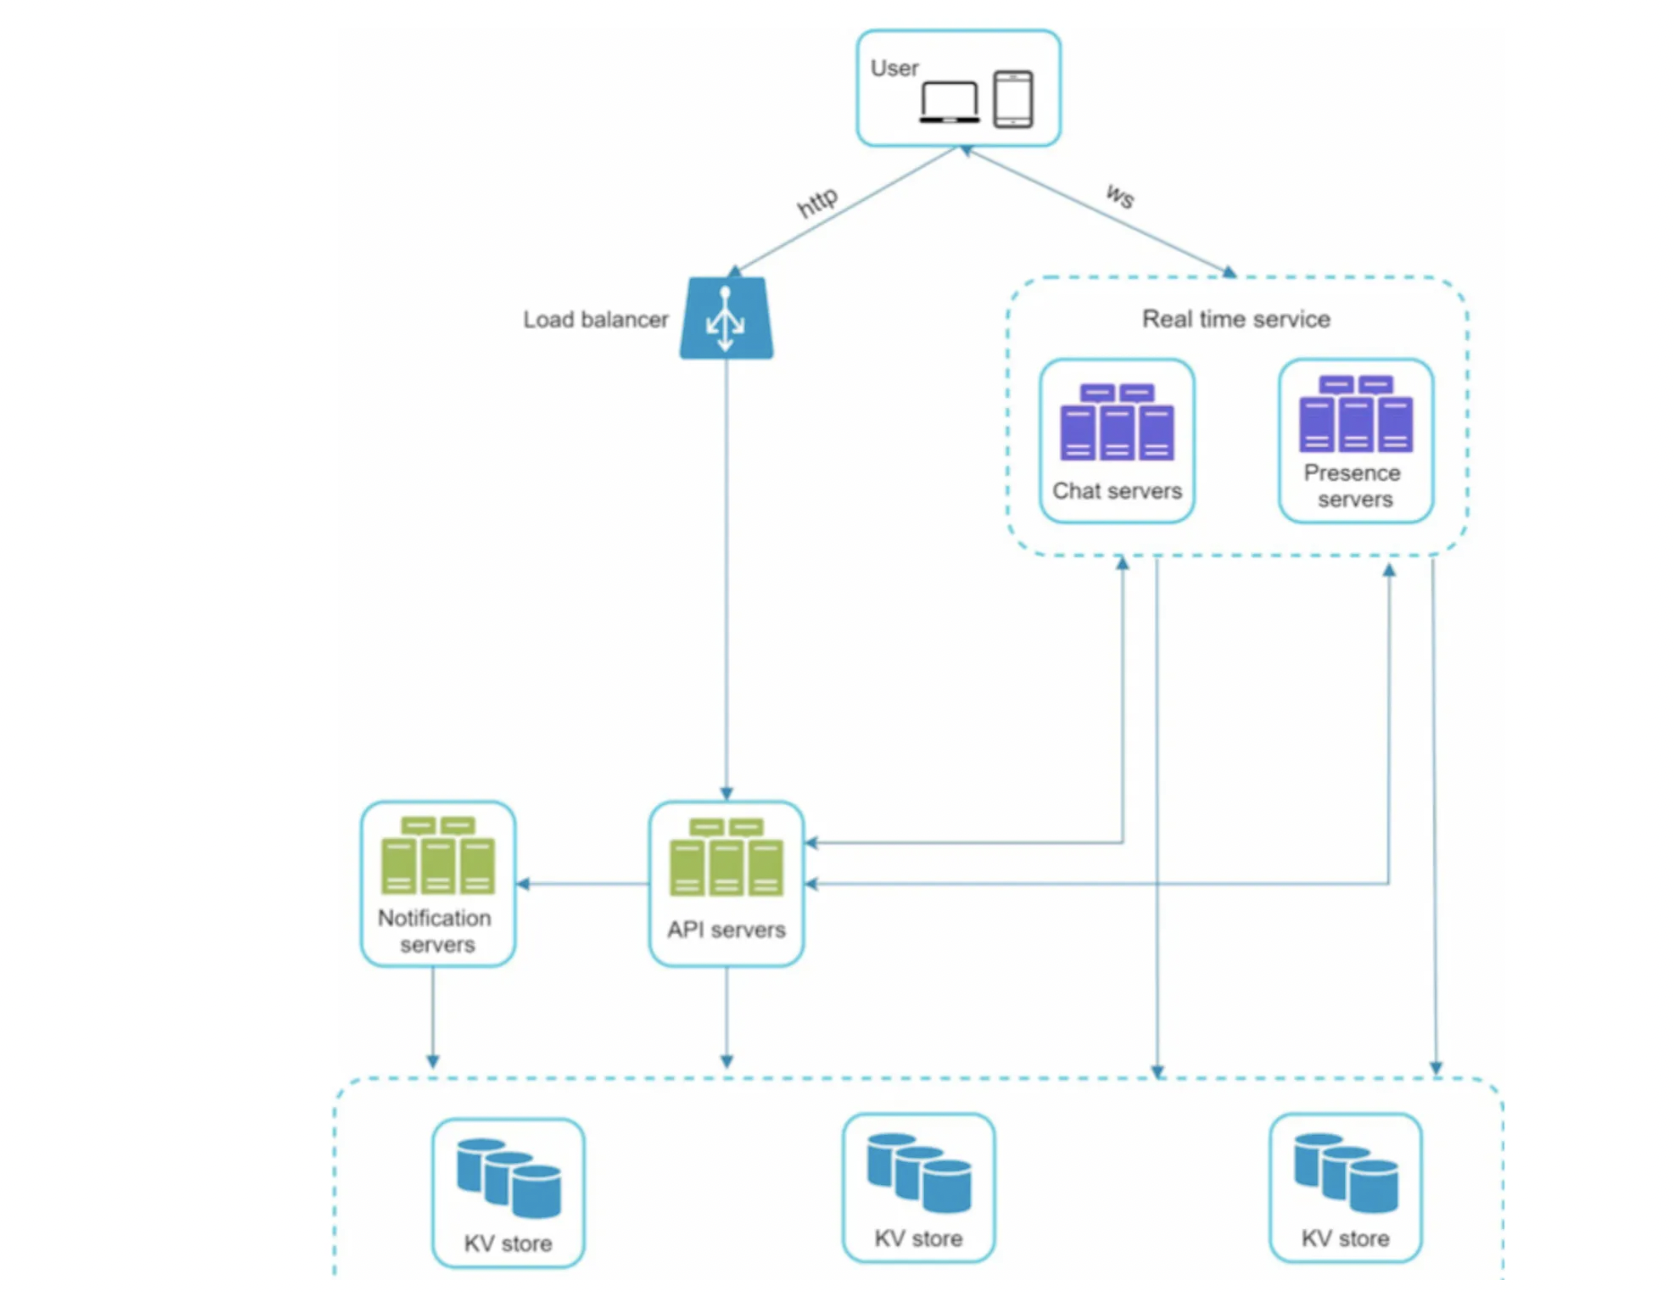 User
http
ws
Load balancer
Real time service
Chat servers
Presence
servers
Notification
servers
API servers
KV store
KV store
KV store